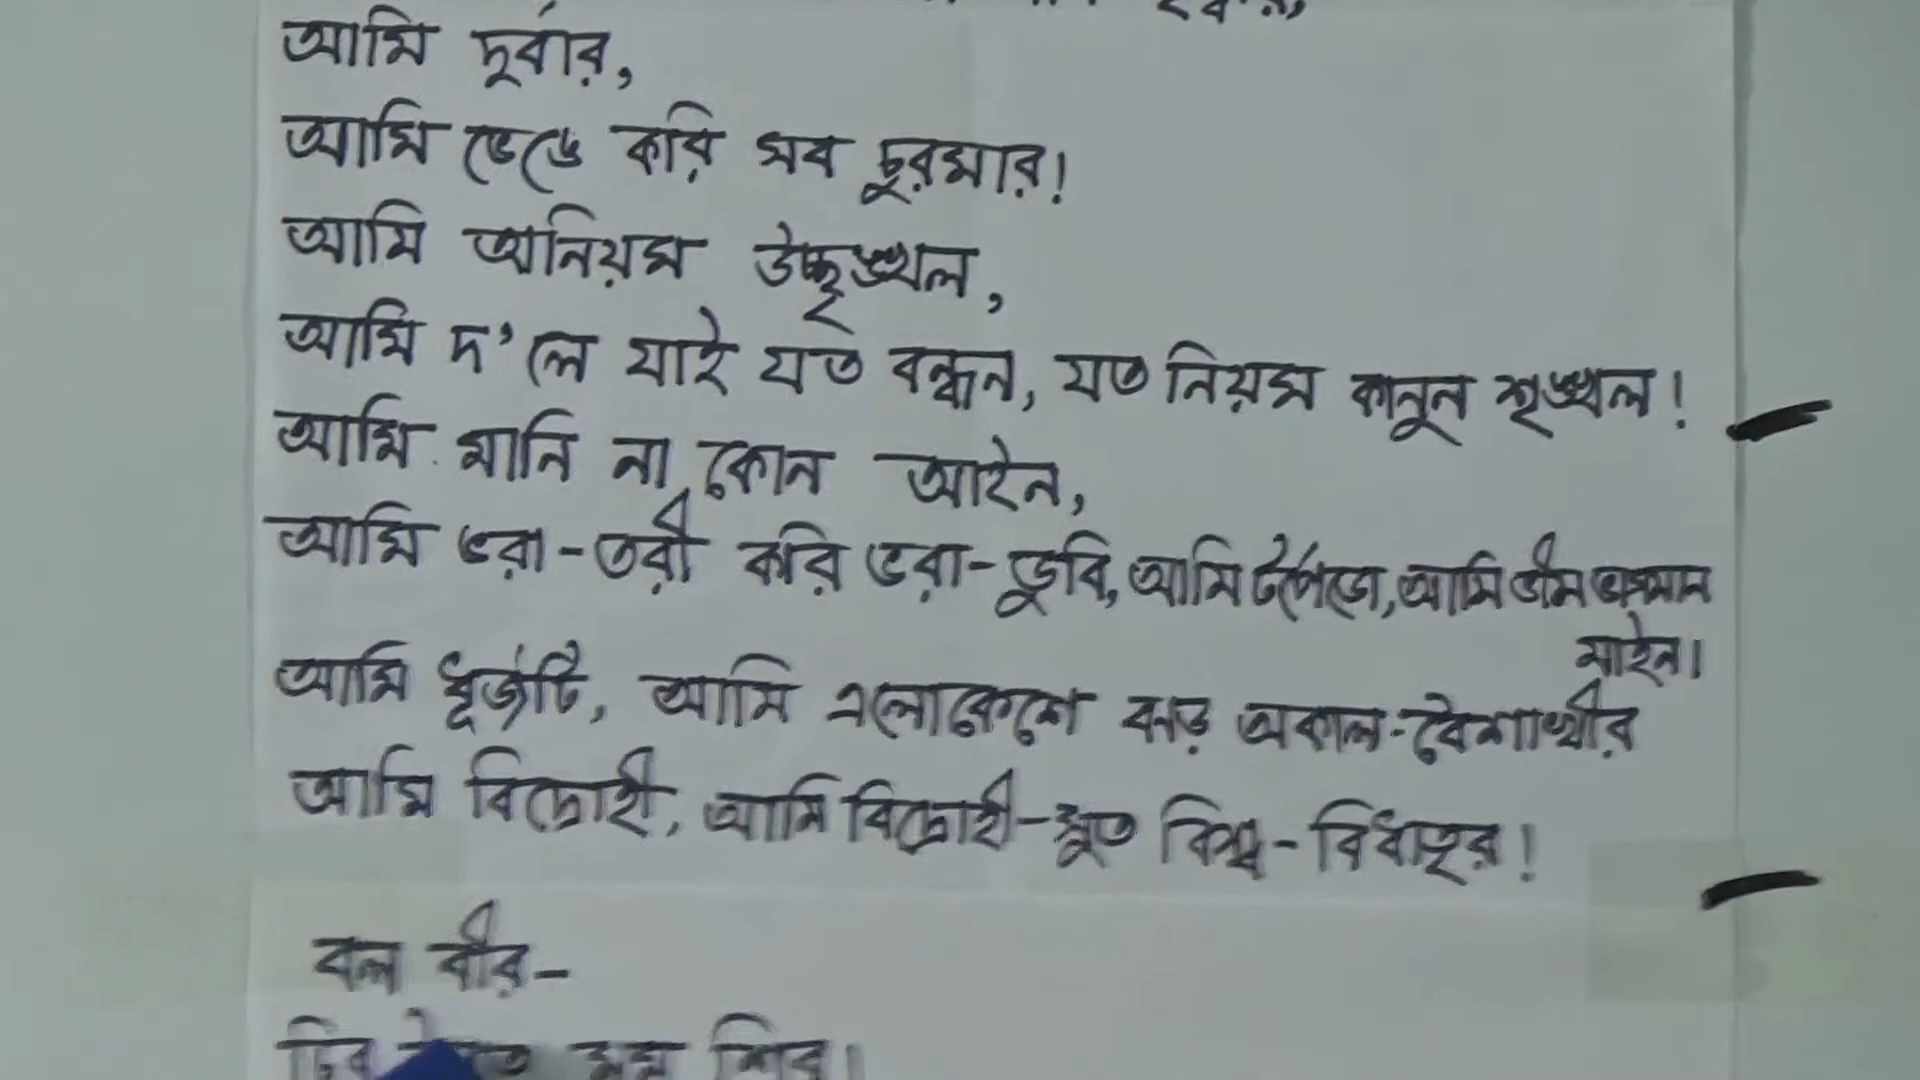 আমি দুর্বার,
আমি ভেঙে করি সব চুরমার!
আমি অনিয়ম উচ্ছৃঙ্খল,
আমি দ'লে যাই যত বন্ধন, যত নিয়ম কানুন শৃঙ্খল!
আমি মানি না কোন আইন,
আমি ভরা-তরী করি ভরা-ডুবি, আমি টর্পেডো, আমি ভীম ভাসমান
মাইন।
আমি ধূর্জটি, আমি এলোকেশে ঝড় অকাল-বৈশাখীর
আমি বিদ্রোহী, আমি বিদ্রোহী-সুত বিশ্ব-বিধাতৃর!
বল বীর-
চির মম শির।